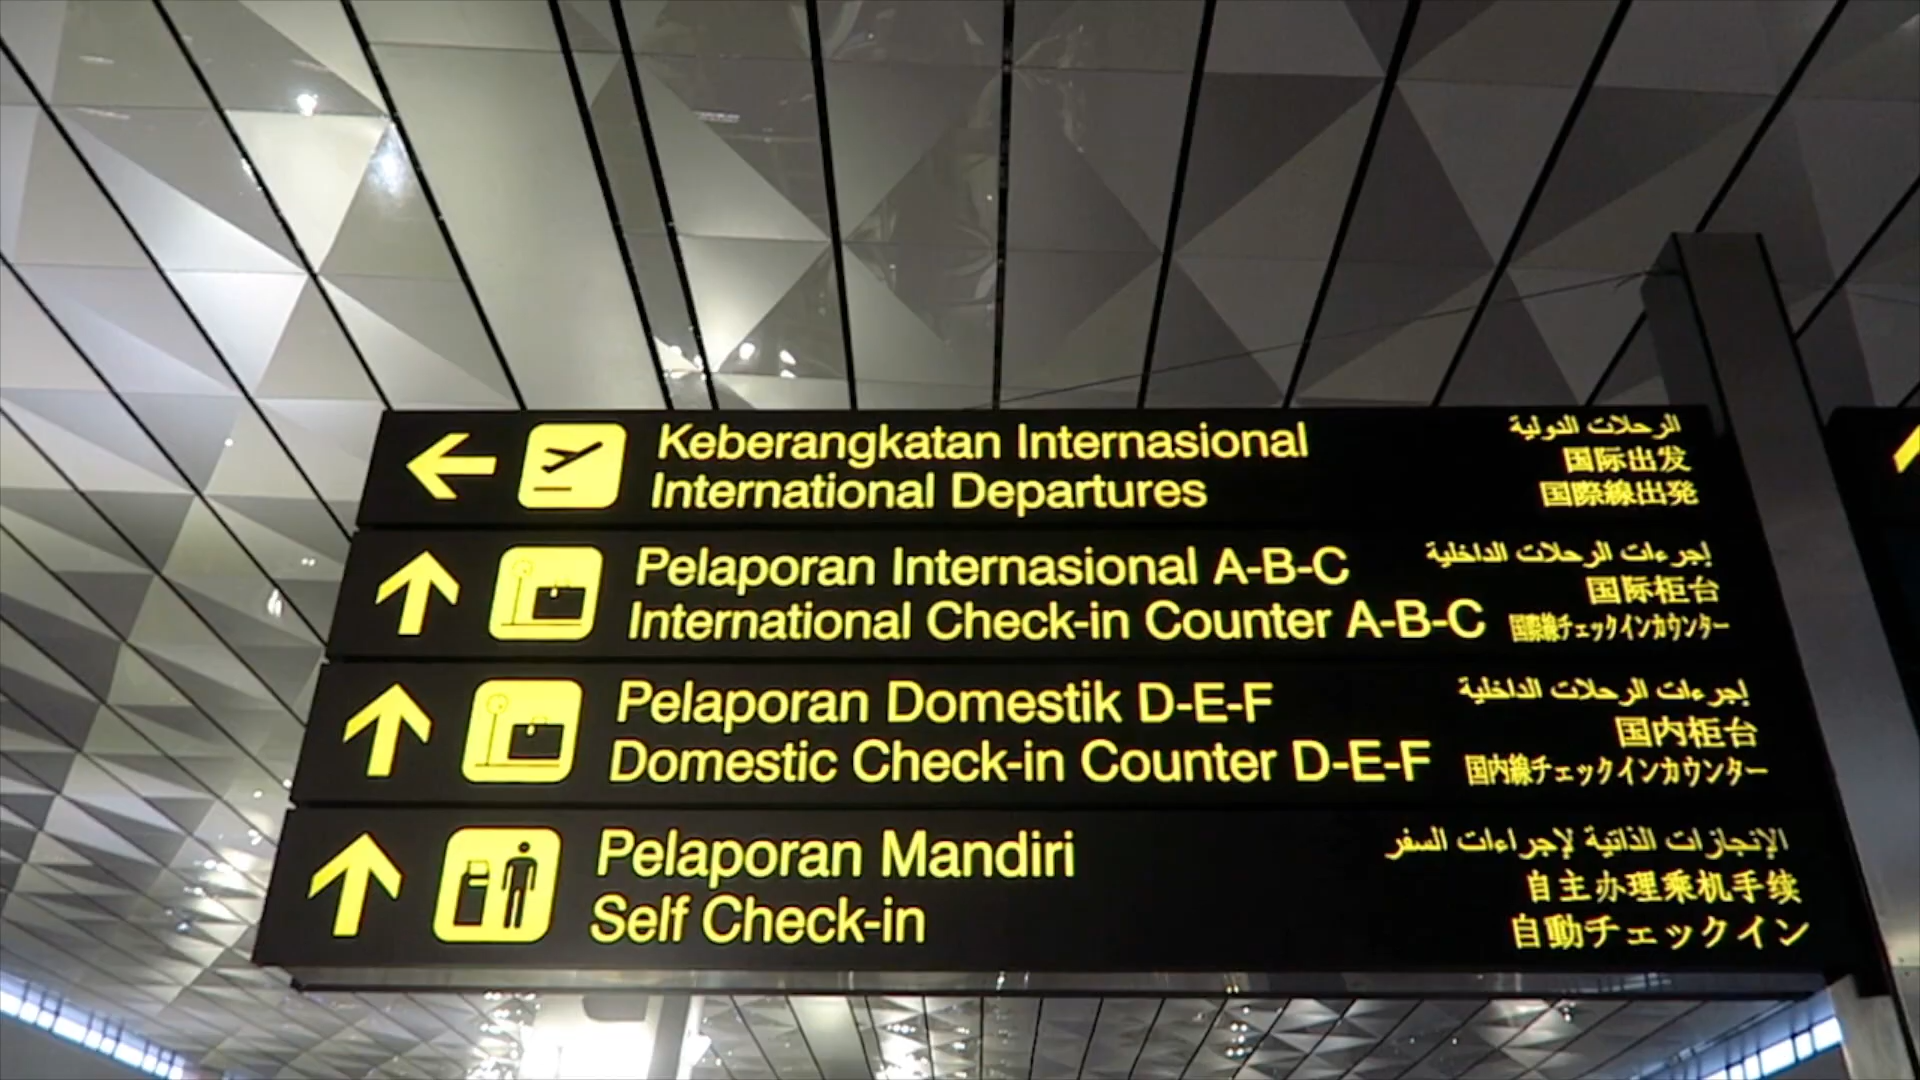 Keberangkatan Internasional
International Departures
الرحلات الدولية
国际出发
国際線出発
Pelaporan Internasional A-B-C
International Check-in Counter A-B-C
إجرءات الرحلات الداخلية
国际柜台
国際線チェックインカウンター
Pelaporan Domestik D-E-F
Domestic Check-in Counter D-E-F
إجرءات الرحلات الداخلية
国内柜台
国内線チェックインカウンター
Pelaporan Mandiri
Self Check-in
الإنجازات الذاتية لإجراءات السفر
自主办理乘机手续
自動チェックイン